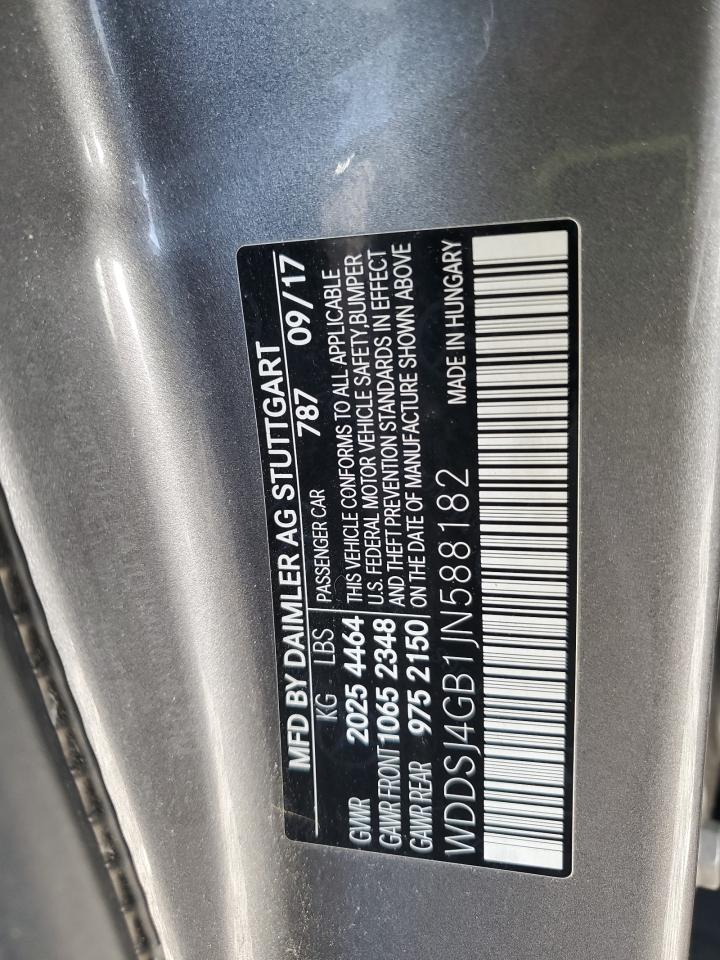 MFD BY DAIMLER AG STUTTGART
KG LBS 787 09/17
GVWR 2025 4464
GAWR FRONT 1065 2348
GAWR REAR 975 2150
PASSENGER CAR
THIS VEHICLE CONFORMS TO ALL APPLICABLE
U.S. FEDERAL MOTOR VEHICLE SAFETY,BUMPER
AND THEFT PREVENTION STANDARDS IN EFFECT
ON THE DATE OF MANUFACTURE SHOWN ABOVE
WDDSJ4GB1JN588182 MADE IN HUNGARY